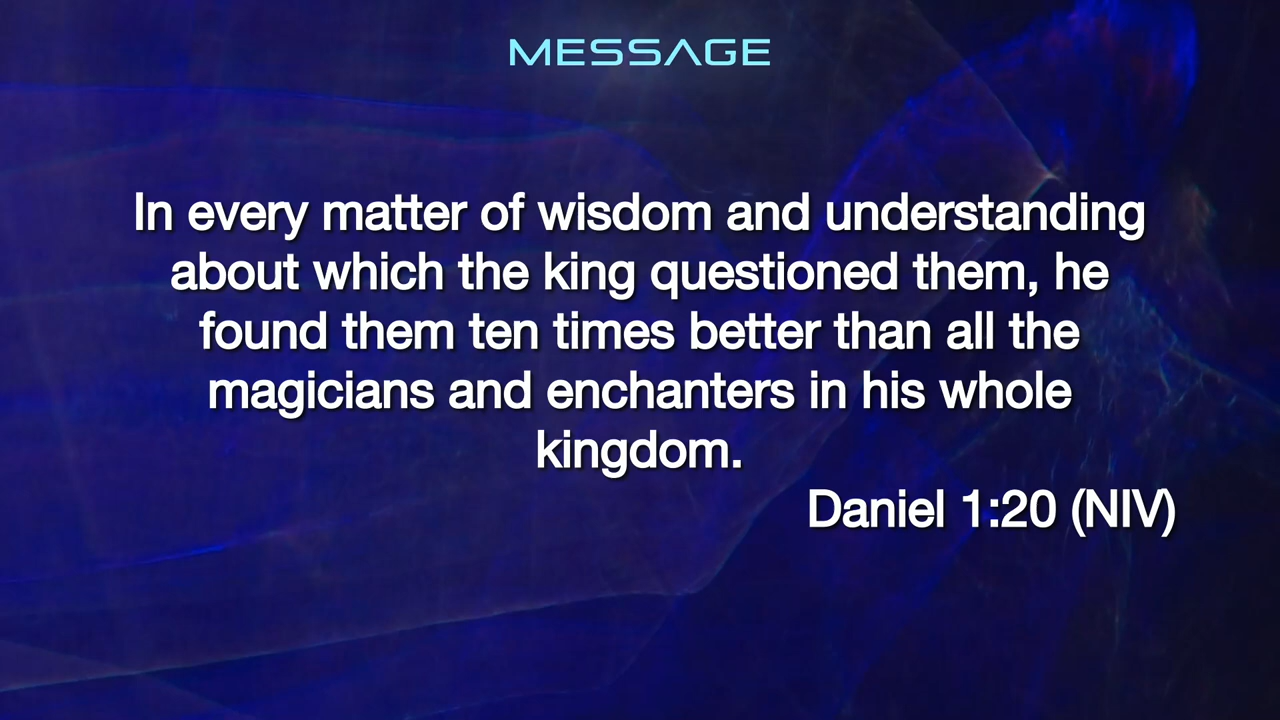 MESSAGE
In every matter of wisdom and understanding
about which the king questioned them, he
found them ten times better than all the
magicians and enchanters in his whole
kingdom.
Daniel 1:20 (NIV)